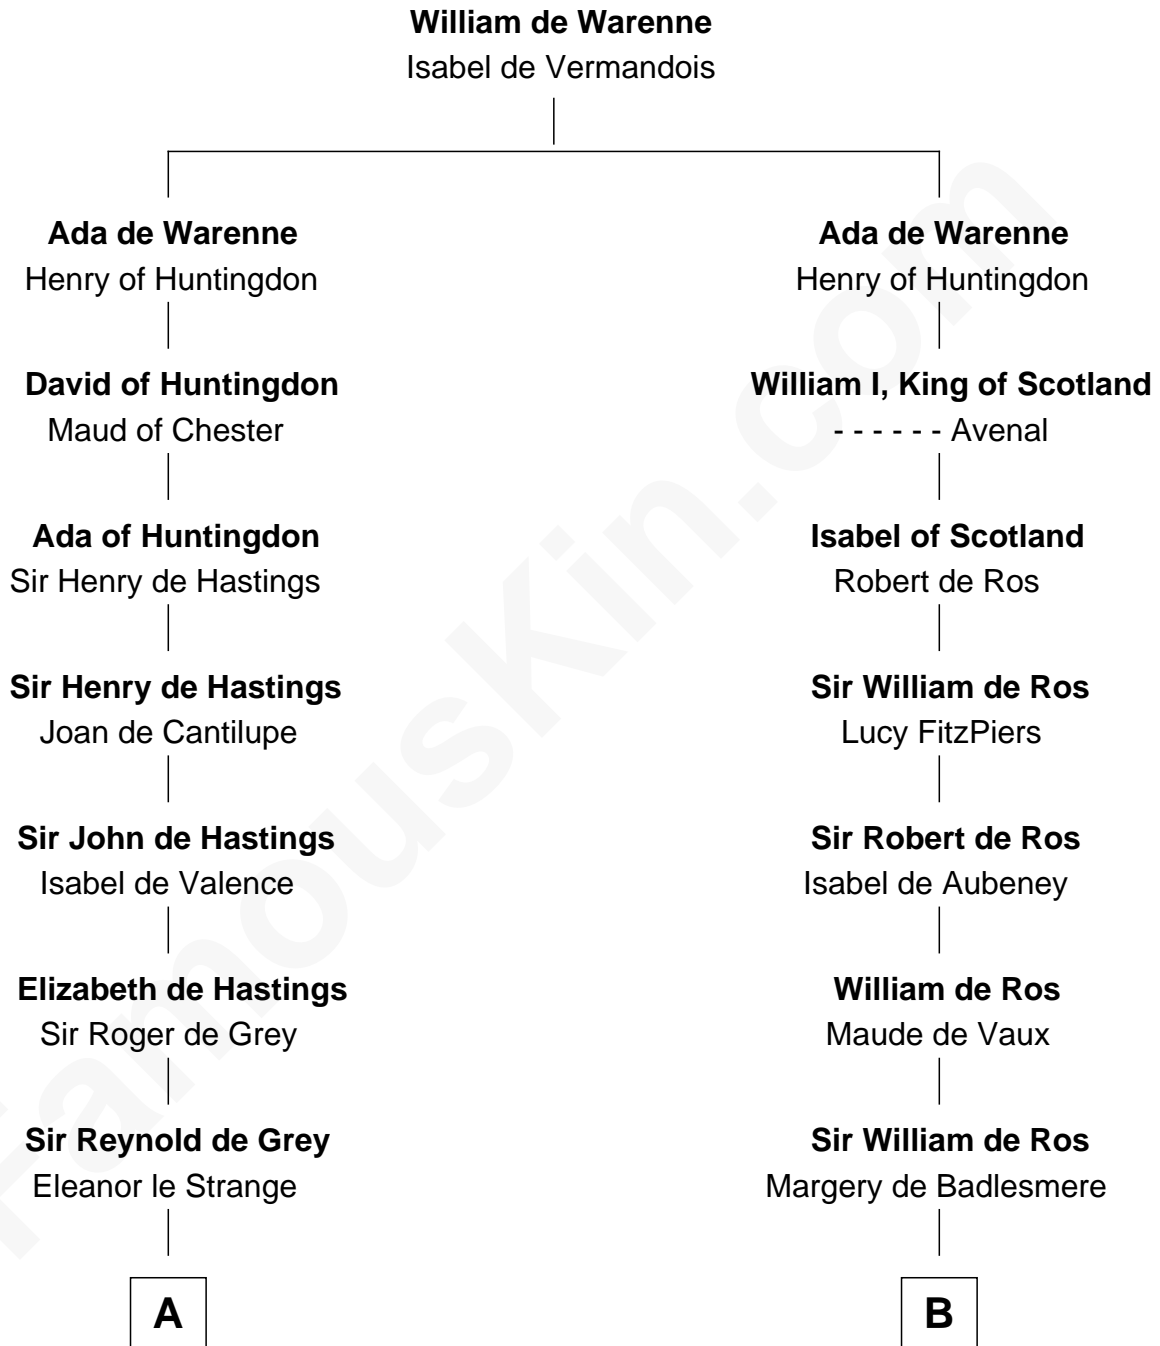 William de Warenne
Isabel de Vermandois
Ada de Warenne
Henry of Huntingdon
David of Huntingdon
Maud of Chester
Ada of Huntingdon
Sir Henry de Hastings
Sir Henry de Hastings
Joan de Cantilupe
Sir John de Hastings
Isabel de Valence
Elizabeth de Hastings
Sir Roger de Grey
Sir Reynold de Grey
Eleanor le Strange
A
Ada de Warenne
Henry of Huntingdon
William I, King of Scotland
- - - - - - Avenal
Isabel of Scotland
Robert de Ros
Sir William de Ros
Lucy FitzPiers
Sir Robert de Ros
Isabel de Aubeney
William de Ros
Maude de Vaux
Sir William de Ros
Margery de Badlesmere
B
FamousKin.com